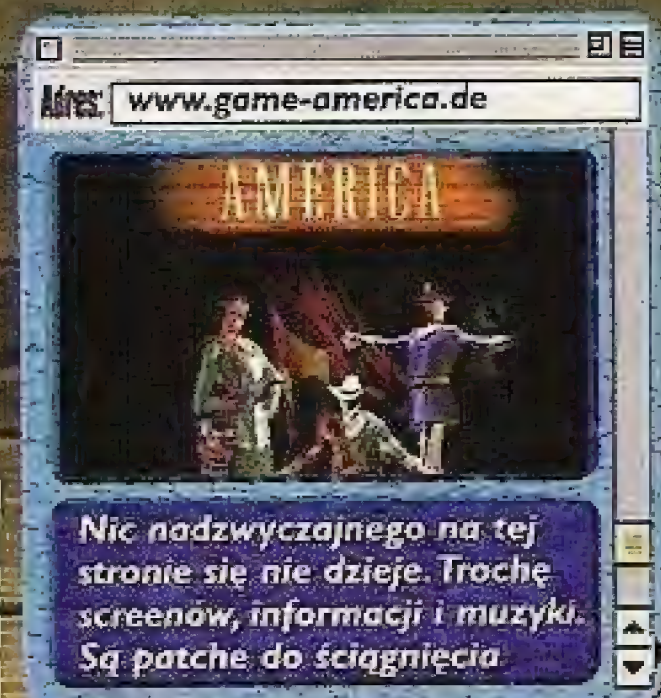 Adres: www.game-america.de
AMERICA
Nic nadzwyczajnego na tej
stronie się nie dzieje. Trochę
screenów, informacji i muzyki.
Są patche do ściągnięcia